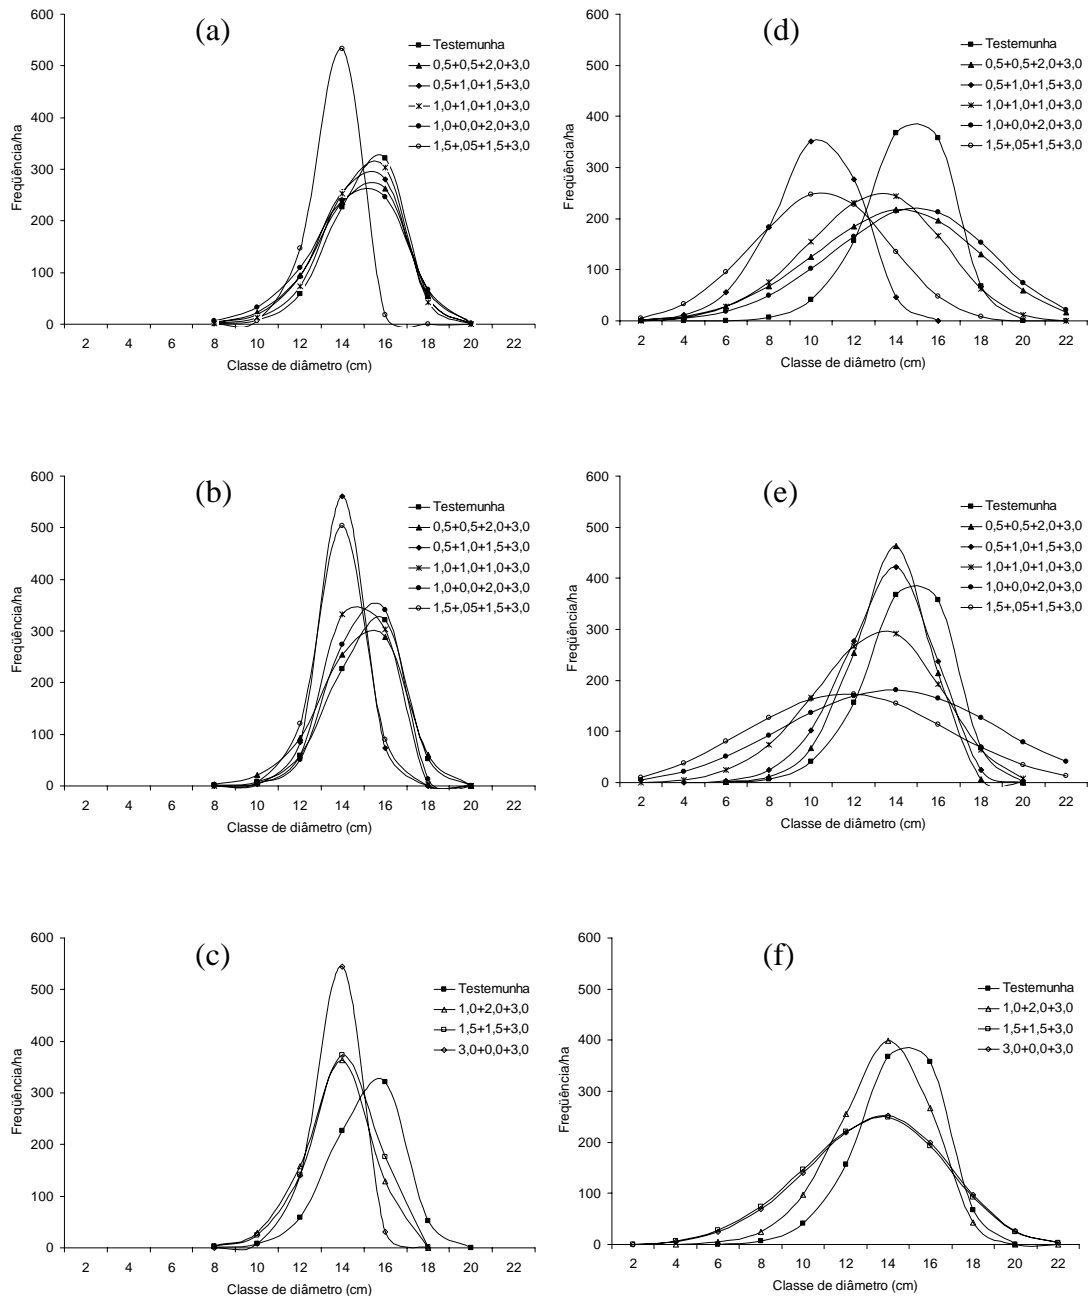 (a)
600
500
400
300
200
100
0
Freqüência/ha
Testemunha
0,5+0,5+2,0+3,0
0,5+1,0+1,5+3,0
1,0+1,0+1,0+3,0
1,0+0,0+2,0+3,0
1,5+,05+1,5+3,0
2 4 6 8 10 12 14 16 18 20 22
Classe de diâmetro (cm)
(d)
600
500
400
300
200
100
0
Freqüência/ha
Testemunha
0,5+0,5+2,0+3,0
0,5+1,0+1,5+3,0
1,0+1,0+1,0+3,0
1,0+0,0+2,0+3,0
1,5+,05+1,5+3,0
2 4 6 8 10 12 14 16 18 20 22
Classe de diâmetro (cm)
(b)
600
500
400
300
200
100
0
Freqüência/ha
Testemunha
0,5+0,5+2,0+3,0
0,5+1,0+1,5+3,0
1,0+1,0+1,0+3,0
1,0+0,0+2,0+3,0
1,5+,05+1,5+3,0
2 4 6 8 10 12 14 16 18 20 22
Classe de diâmetro (cm)
(e)
600
500
400
300
200
100
0
Freqüência/ha
Testemunha
0,5+0,5+2,0+3,0
0,5+1,0+1,5+3,0
1,0+1,0+1,0+3,0
1,0+0,0+2,0+3,0
1,5+,05+1,5+3,0
2 4 6 8 10 12 14 16 18 20 22
Classe de diâmetro (cm)
(c)
600
500
400
300
200
100
0
Freqüência/ha
Testemunha
1,0+2,0+3,0
1,5+1,5+3,0
3,0+0,0+3,0
2 4 6 8 10 12 14 16 18 20 22
Classe de diâmetro (cm)
(f)
600
500
400
300
200
100
0
Freqüência/ha
Testemunha
1,0+2,0+3,0
1,5+1,5+3,0
3,0+0,0+3,0
2 4 6 8 10 12 14 16 18 20 22
Classe de diâmetro (cm)